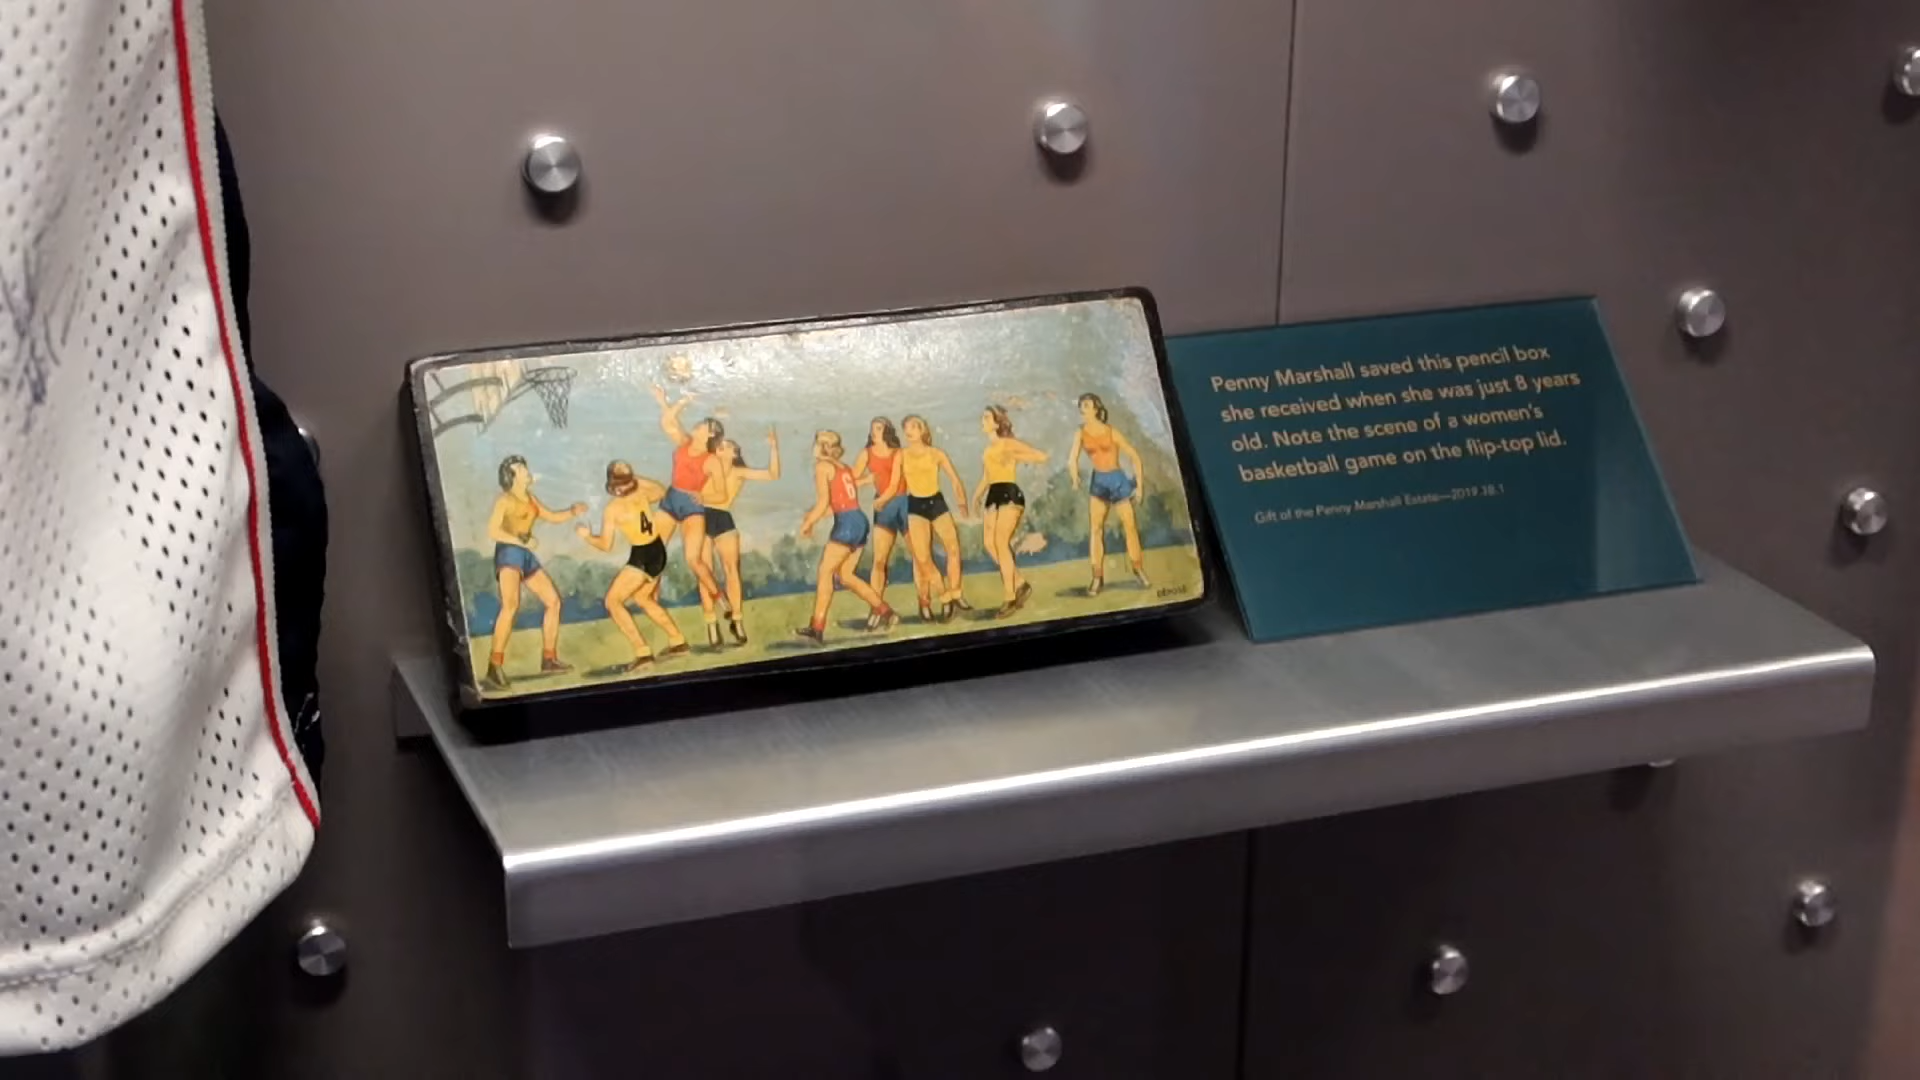 4
6
DÉPOSÉ
Penny Marshall saved this pencil box
she received when she was just 8 years
old. Note the scene of a women's
basketball game on the flip-top lid.
Gift of the Penny Marshall Estate—2019.38.1